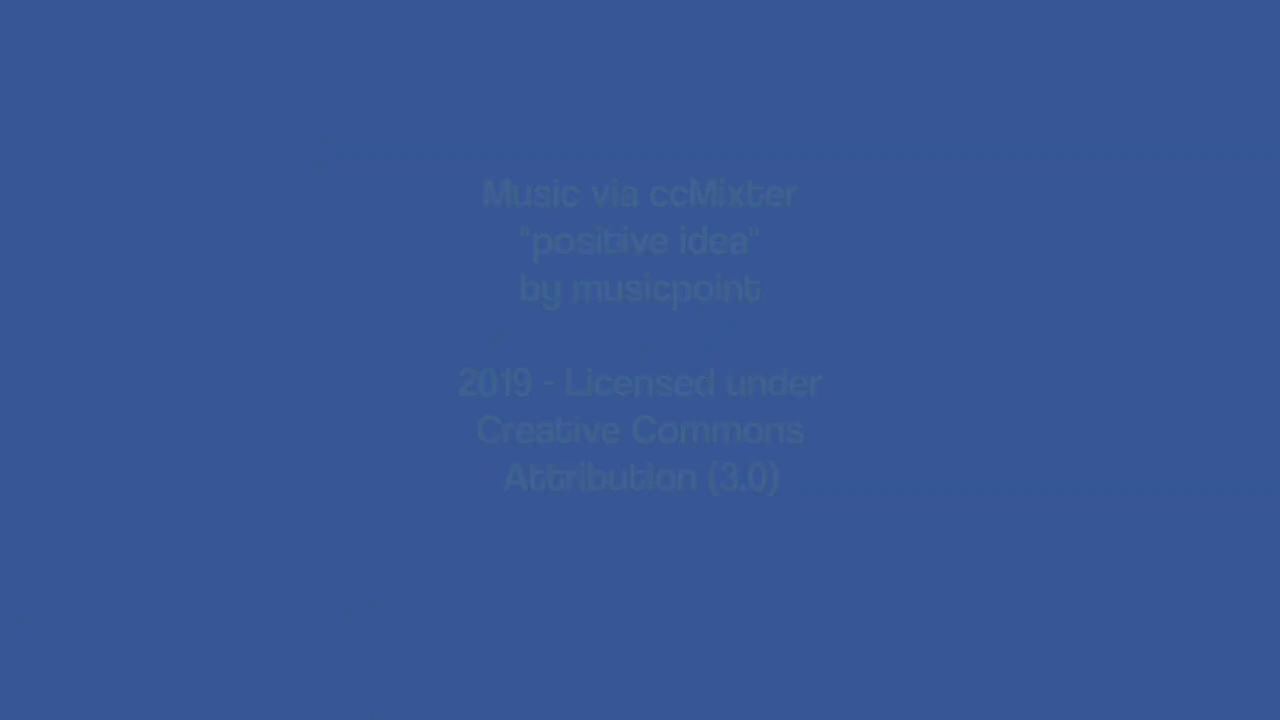 Music via ccMixter
"positive idea"
by musicpoint
2019 - Licensed under
Creative Commons
Attribution (3.0)